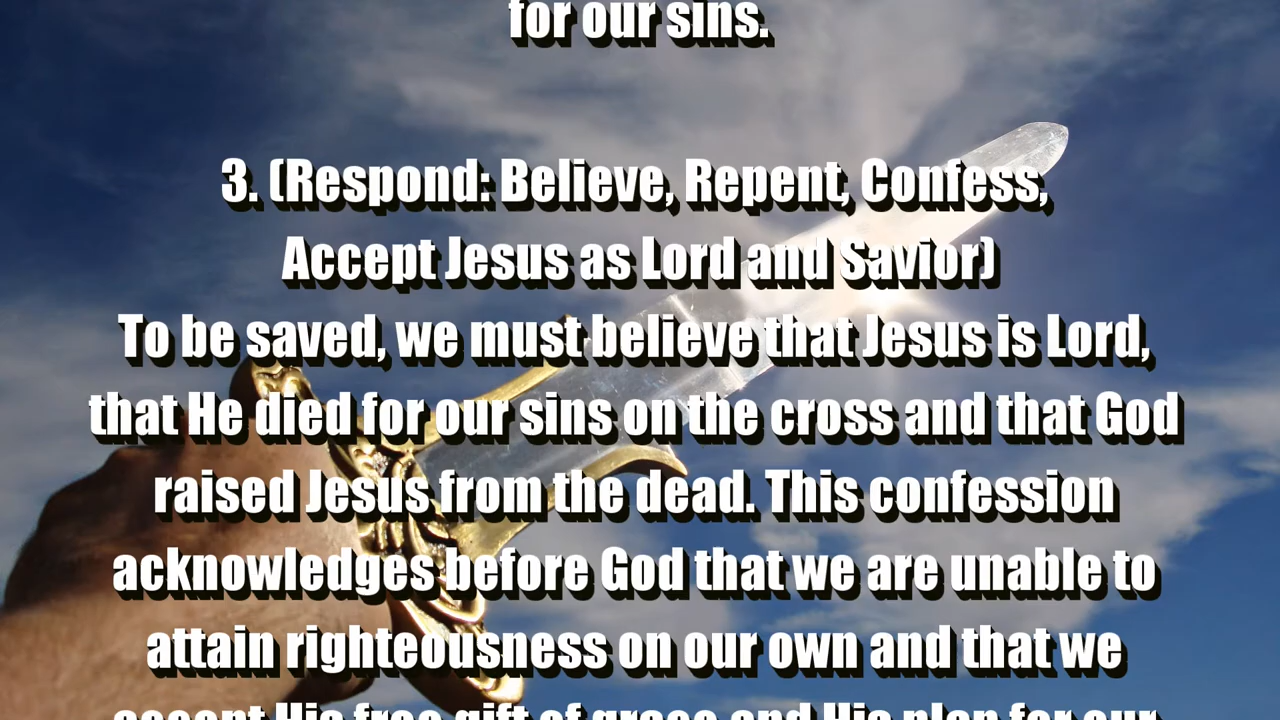 for our sins.
3. (Respond: Believe, Repent, Confess,
Accept Jesus as Lord and Savior)
To be saved, we must believe that Jesus is Lord,
that He died for our sins on the cross and that God
raised Jesus from the dead. This confession
acknowledges before God that we are unable to
attain righteousness on our own and that we
accept His free gift of grace and His plan for our